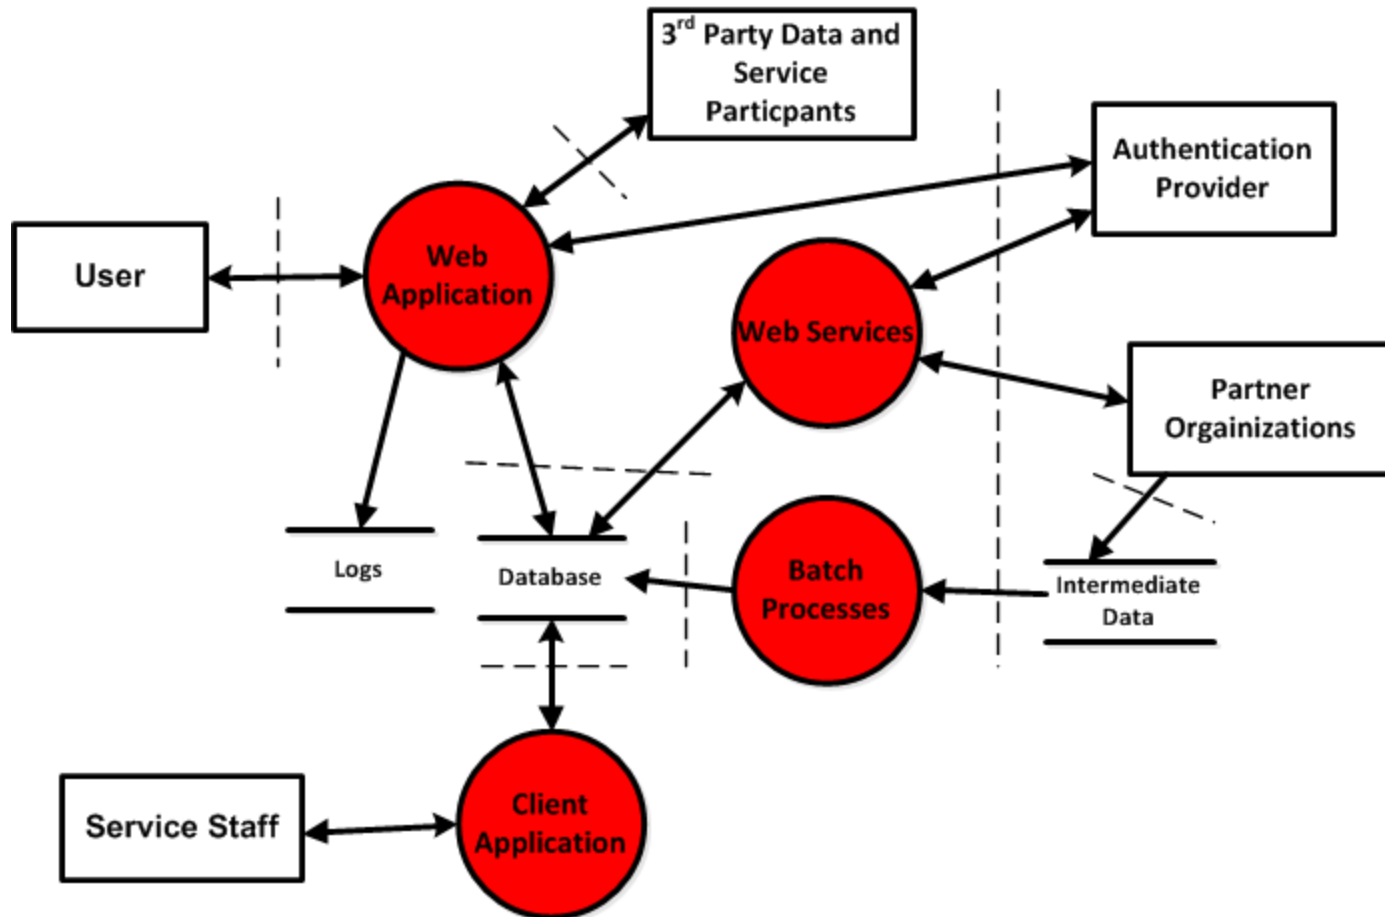 3rd Party Data and
Service
Particpants
Authentication
Provider
User
Web
Application
Web Services
Partner
Orgainizations
Logs
Database
Batch
Processes
Intermediate
Data
Client
Application
Service Staff